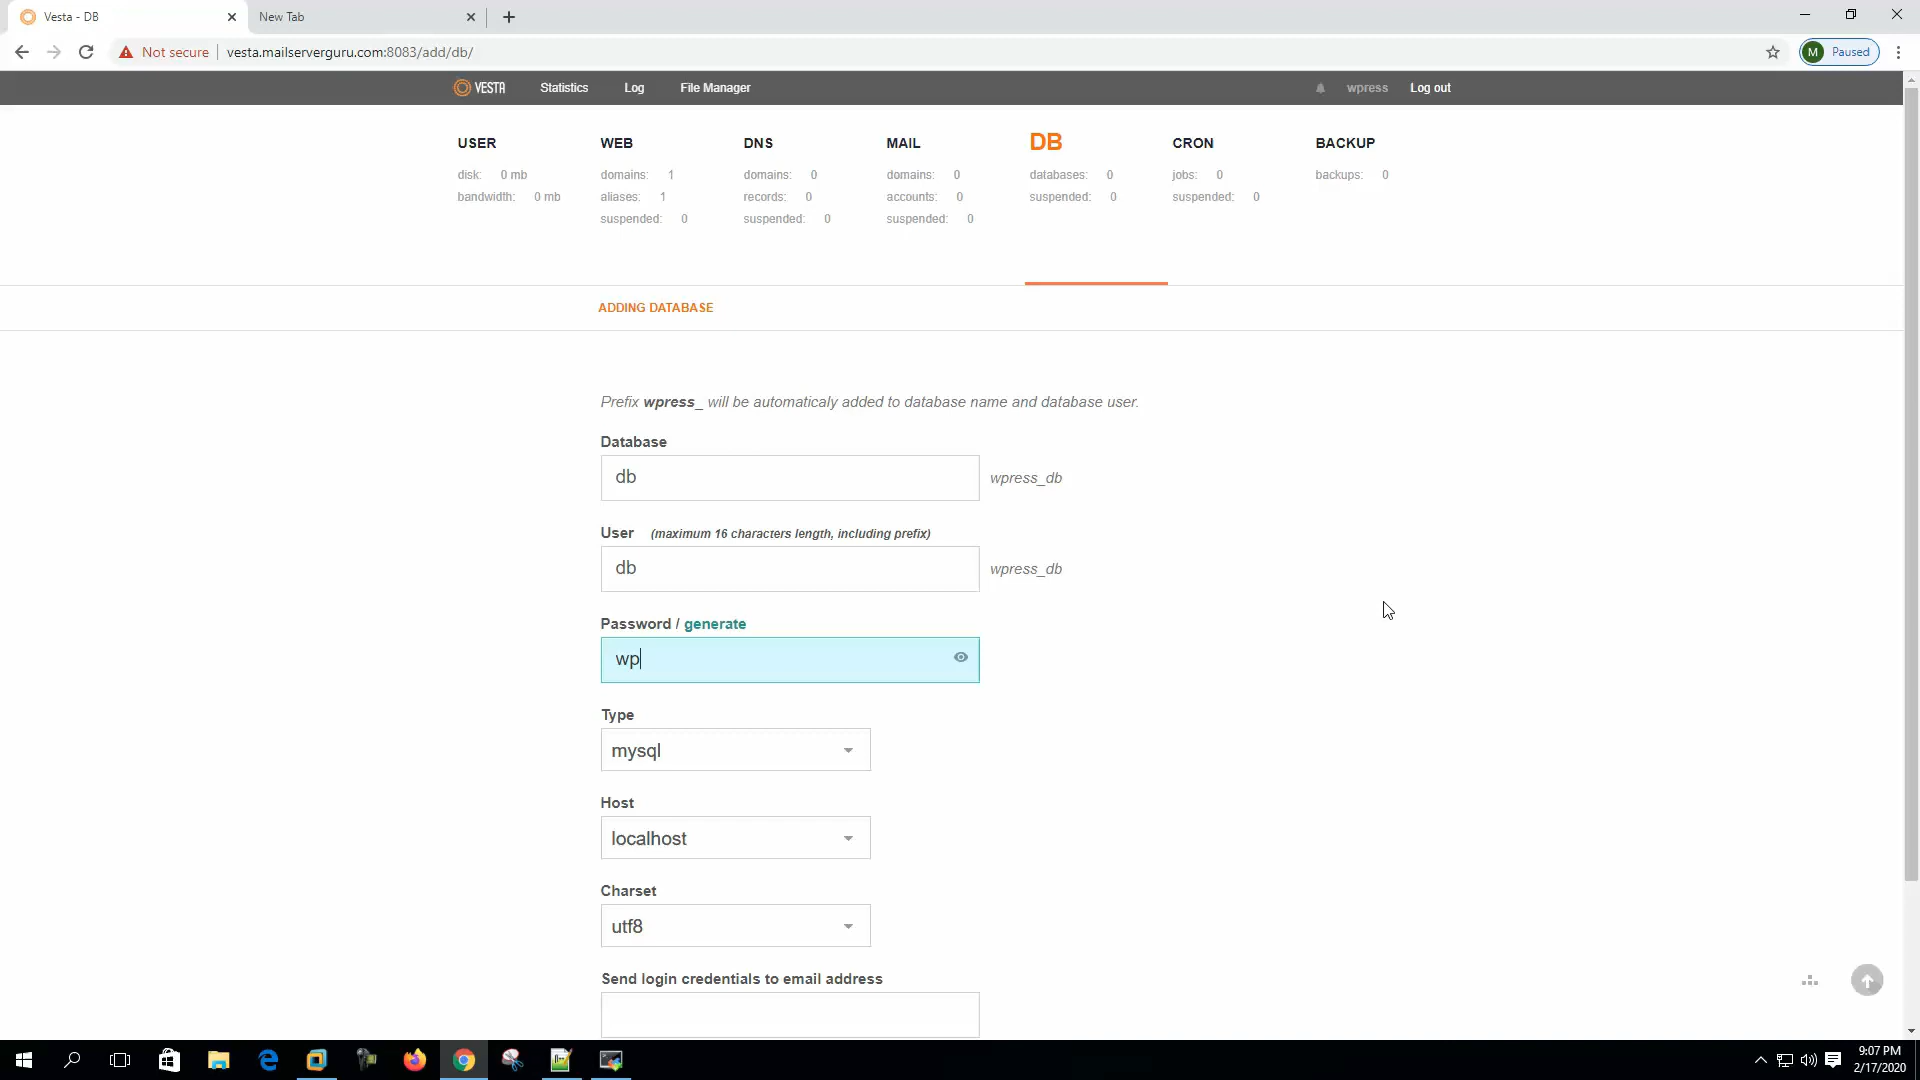 Vesta - DB
New Tab
Not secure
vesta.mailserverguru.com:8083/add/db/
M Paused
VESTA Statistics Log File Manager wpress Log out
USER WEB DNS MAIL DB CRON BACKUP
disk: 0 mb domains: 1 domains: 0 domains: 0 databases: 0 jobs: 0 backups: 0
bandwidth: 0 mb aliases: 1 records: 0 accounts: 0 suspended: 0 suspended: 0
suspended: 0 suspended: 0 suspended: 0
ADDING DATABASE
Prefix wpress_ will be automaticaly added to database name and database user.
Database
db wpress_db
User (maximum 16 characters length, including prefix)
db wpress_db
Password / generate
wp
Type
mysql
Host
localhost
Charset
utf8
Send login credentials to email address
9:07 PM
2/17/2020